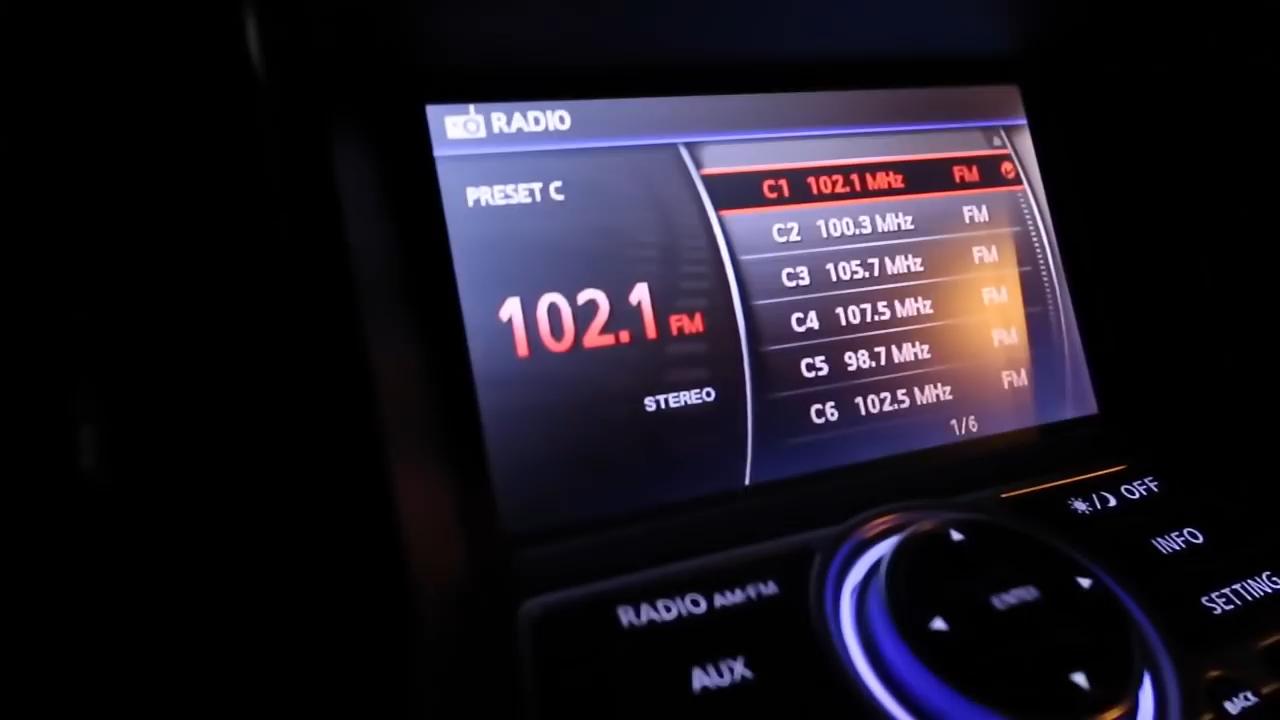 RADIO
PRESET C
102.1 FM
STEREO
C1 102.1 MHz FM
C2 100.3 MHz FM
C3 105.7 MHz FM
C4 107.5 MHz FM
C5 98.7 MHz FM
C6 102.5 MHz FM
1/6
OFF
INFO
SETTING
BACK
RADIO AM·FM
AUX
ENTER